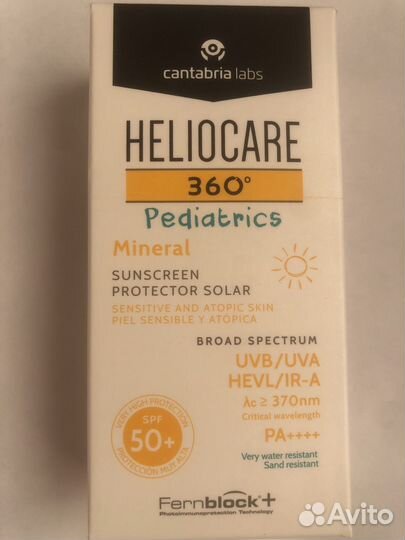 cantabria labs
HELIOCARE
360°
Pediatrics
Mineral
SUNSCREEN
PROTECTOR SOLAR
SENSITIVE AND ATOPIC SKIN
PIEL SENSIBLE Y ATÓPICA
BROAD SPECTRUM
UVB/UVA
HEVL/IR-A
λc ≥ 370nm
Critical wavelength
PA++++
Very water resistant
Sand resistant
VERY HIGH PROTECTION
SPF
50+
PROTECCIÓN MUY ALTA
Fernblock+
Photoimmunoprotection Technology
Avito